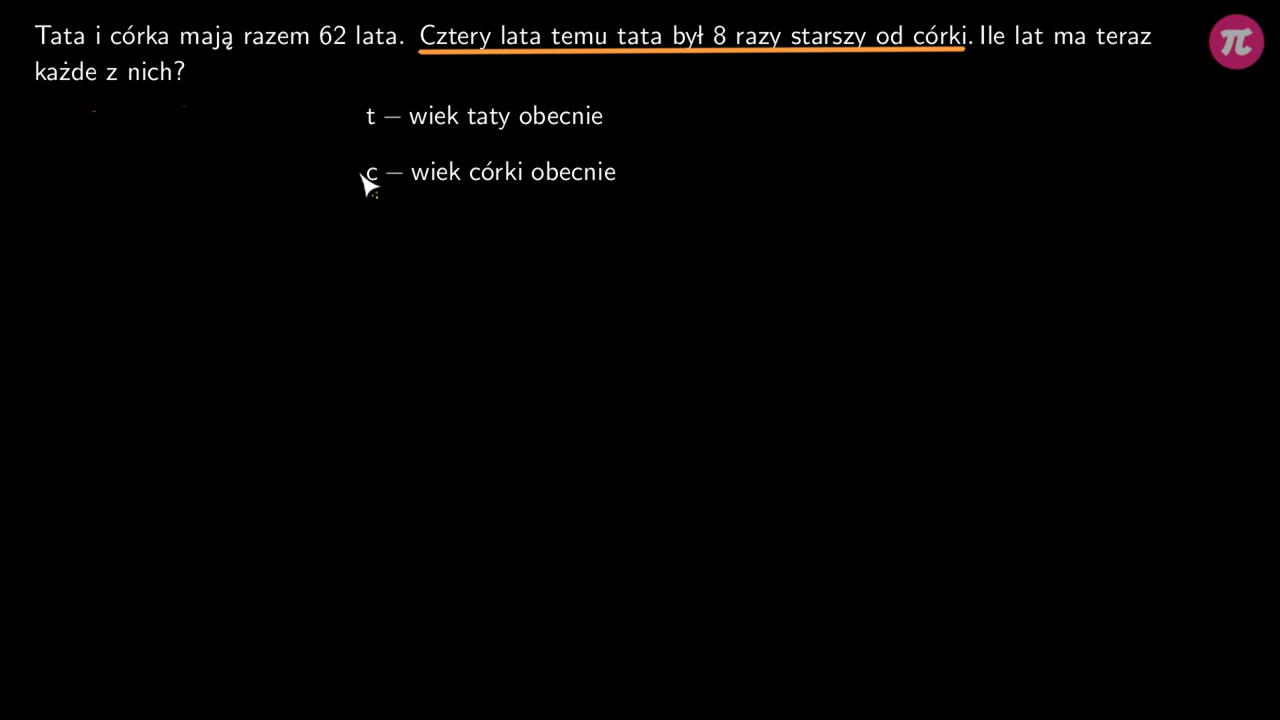 Tata i córka mają razem 62 lata. Cztery lata temu tata był 8 razy starszy od córki. Ile lat ma teraz
każde z nich?
t – wiek taty obecnie
c – wiek córki obecnie
π